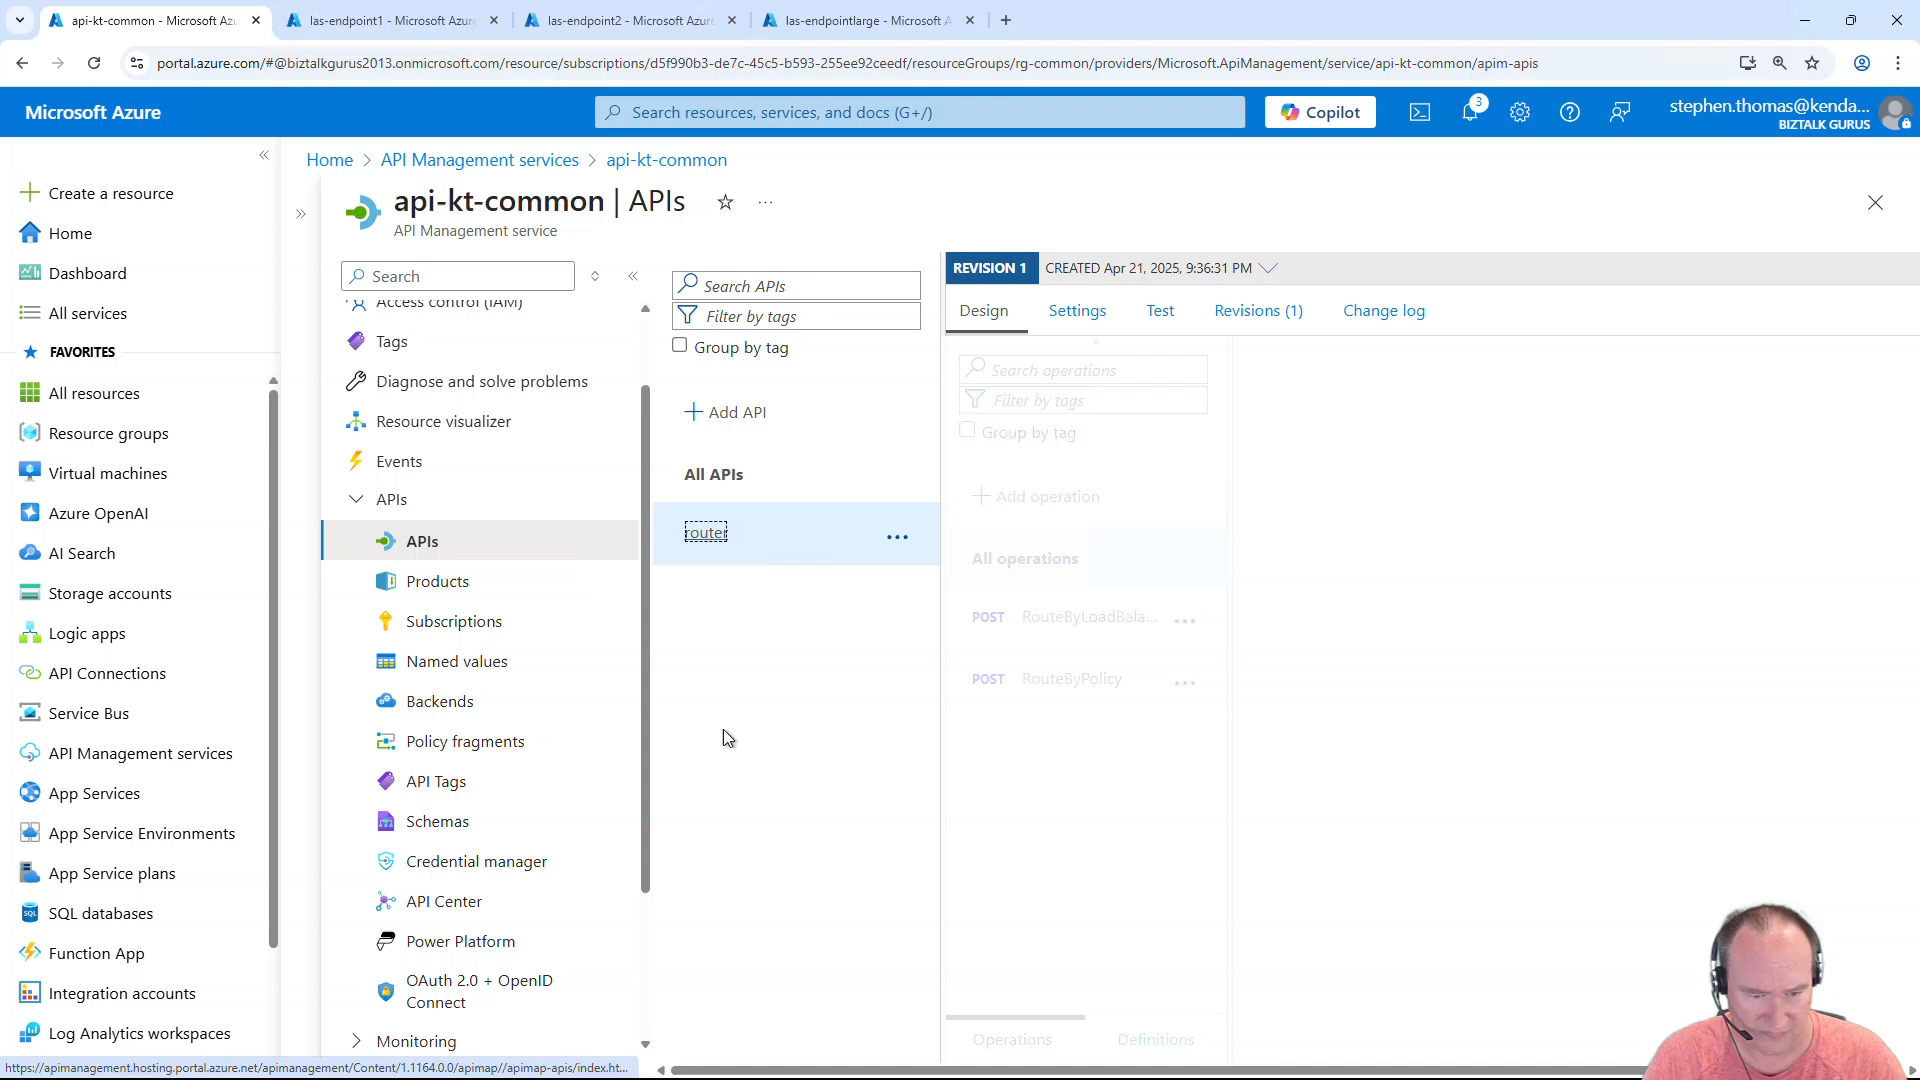 api-kt-common - Microsoft Azu
las-endpoint1 - Microsoft Azure
las-endpoint2 - Microsoft Azure
las-endpointlarge - Microsoft A
portal.azure.com/#@biztalkgurus2013.onmicrosoft.com/resource/subscriptions/d5f990b3-de7c-45c5-b593-255ee92ceedf/resourceGroups/rg-common/providers/Microsoft.ApiManagement/service/api-kt-common/apim-apis
Microsoft Azure
Search resources, services, and docs (G+/)
Copilot
3
stephen.thomas@kenda...
BIZTALK GURUS
Create a resource
Home
Dashboard
All services
FAVORITES
All resources
Resource groups
Virtual machines
Azure OpenAI
AI Search
Storage accounts
Logic apps
API Connections
Service Bus
API Management services
App Services
App Service Environments
App Service plans
SQL
SQL databases
Function App
Integration accounts
Log Analytics workspaces
Home > API Management services > api-kt-common
api-kt-common | APIs
API Management service
Search
Access control (IAM)
Tags
Diagnose and solve problems
Resource visualizer
Events
APIs
APIs
Products
Subscriptions
Named values
Backends
Policy fragments
API Tags
Schemas
Credential manager
API Center
Power Platform
OAuth 2.0 + OpenID
Connect
Monitoring
Search APIs
Filter by tags
Group by tag
Add API
All APIs
router
REVISION 1
CREATED Apr 21, 2025, 9:36:31 PM
Design
Settings
Test
Revisions (1)
Change log
Search operations
Filter by tags
Group by tag
Add operation
All operations
POST RouteByLoadBala...
POST RouteByPolicy
Operations
Definitions
https://apimanagement.hosting.portal.azure.net/apimanagement/Content/1.1164.0.0/apimap//apimap-apis/index.ht...